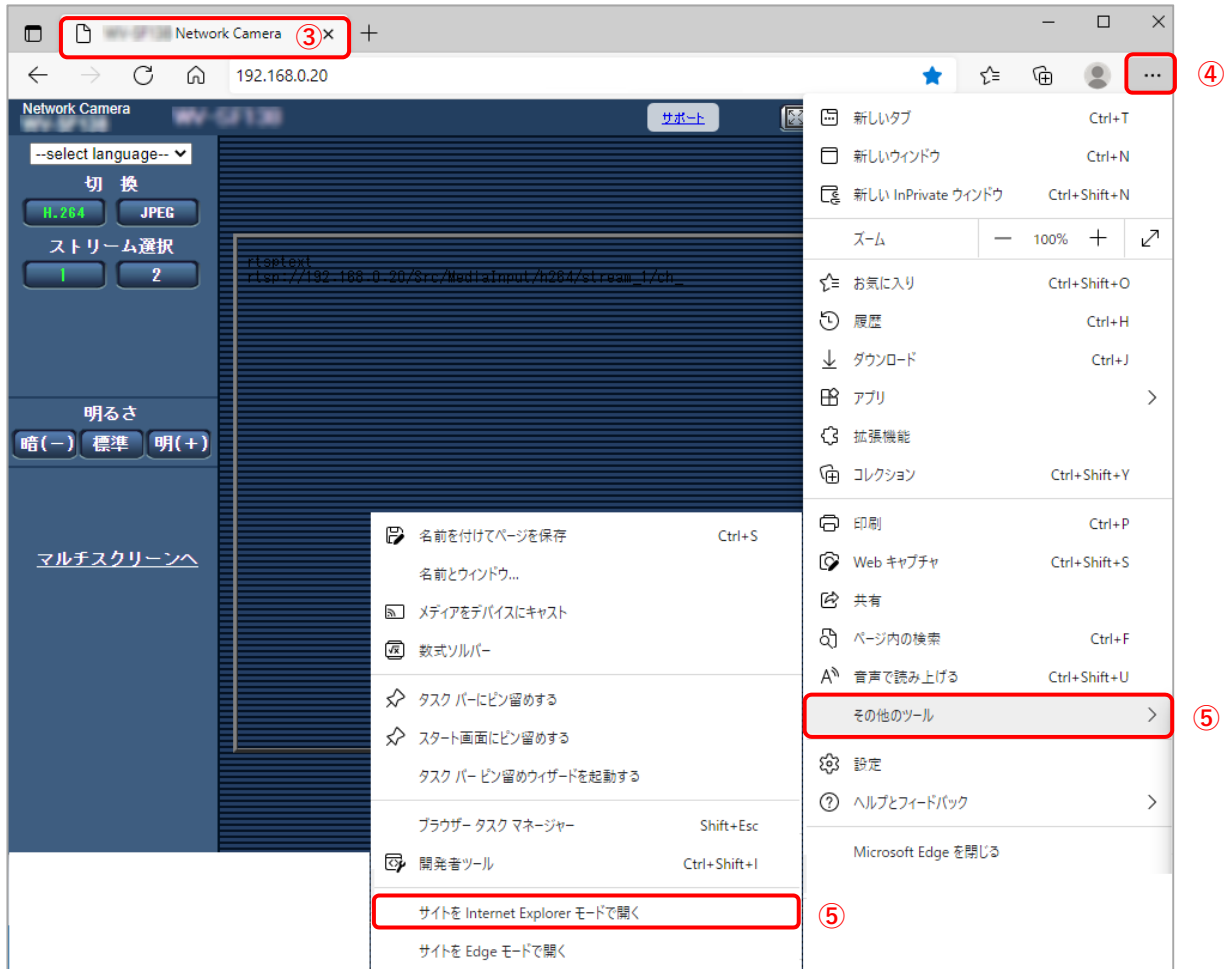 Network Camera
③
192.168.0.20
④
Network Camera
サポート
--select language--
切 換
H.264
JPEG
ストリーム選択
1
2
明るさ
暗(-)
標準
明(+)
マルチスクリーンへ
rtsptext
rtsp://192.168.0.20/Src/MediaInput/h264/stream_1/ch_
新しいタブ Ctrl+T
新しいウィンドウ Ctrl+N
新しい InPrivate ウィンドウ Ctrl+Shift+N
ズーム 100%
お気に入り Ctrl+Shift+O
履歴 Ctrl+H
ダウンロード Ctrl+J
アプリ
拡張機能
コレクション Ctrl+Shift+Y
印刷 Ctrl+P
Web キャプチャ Ctrl+Shift+S
共有
ページ内の検索 Ctrl+F
音声で読み上げる Ctrl+Shift+U
その他のツール
⑤
設定
ヘルプとフィードバック
Microsoft Edge を閉じる
名前を付けてページを保存 Ctrl+S
名前とウィンドウ...
メディアをデバイスにキャスト
数式ソルバー
タスク バーにピン留めする
スタート画面にピン留めする
タスク バー ピン留めウィザードを起動する
ブラウザー タスク マネージャー Shift+Esc
開発者ツール Ctrl+Shift+I
サイトを Internet Explorer モードで開く
⑤
サイトを Edge モードで開く